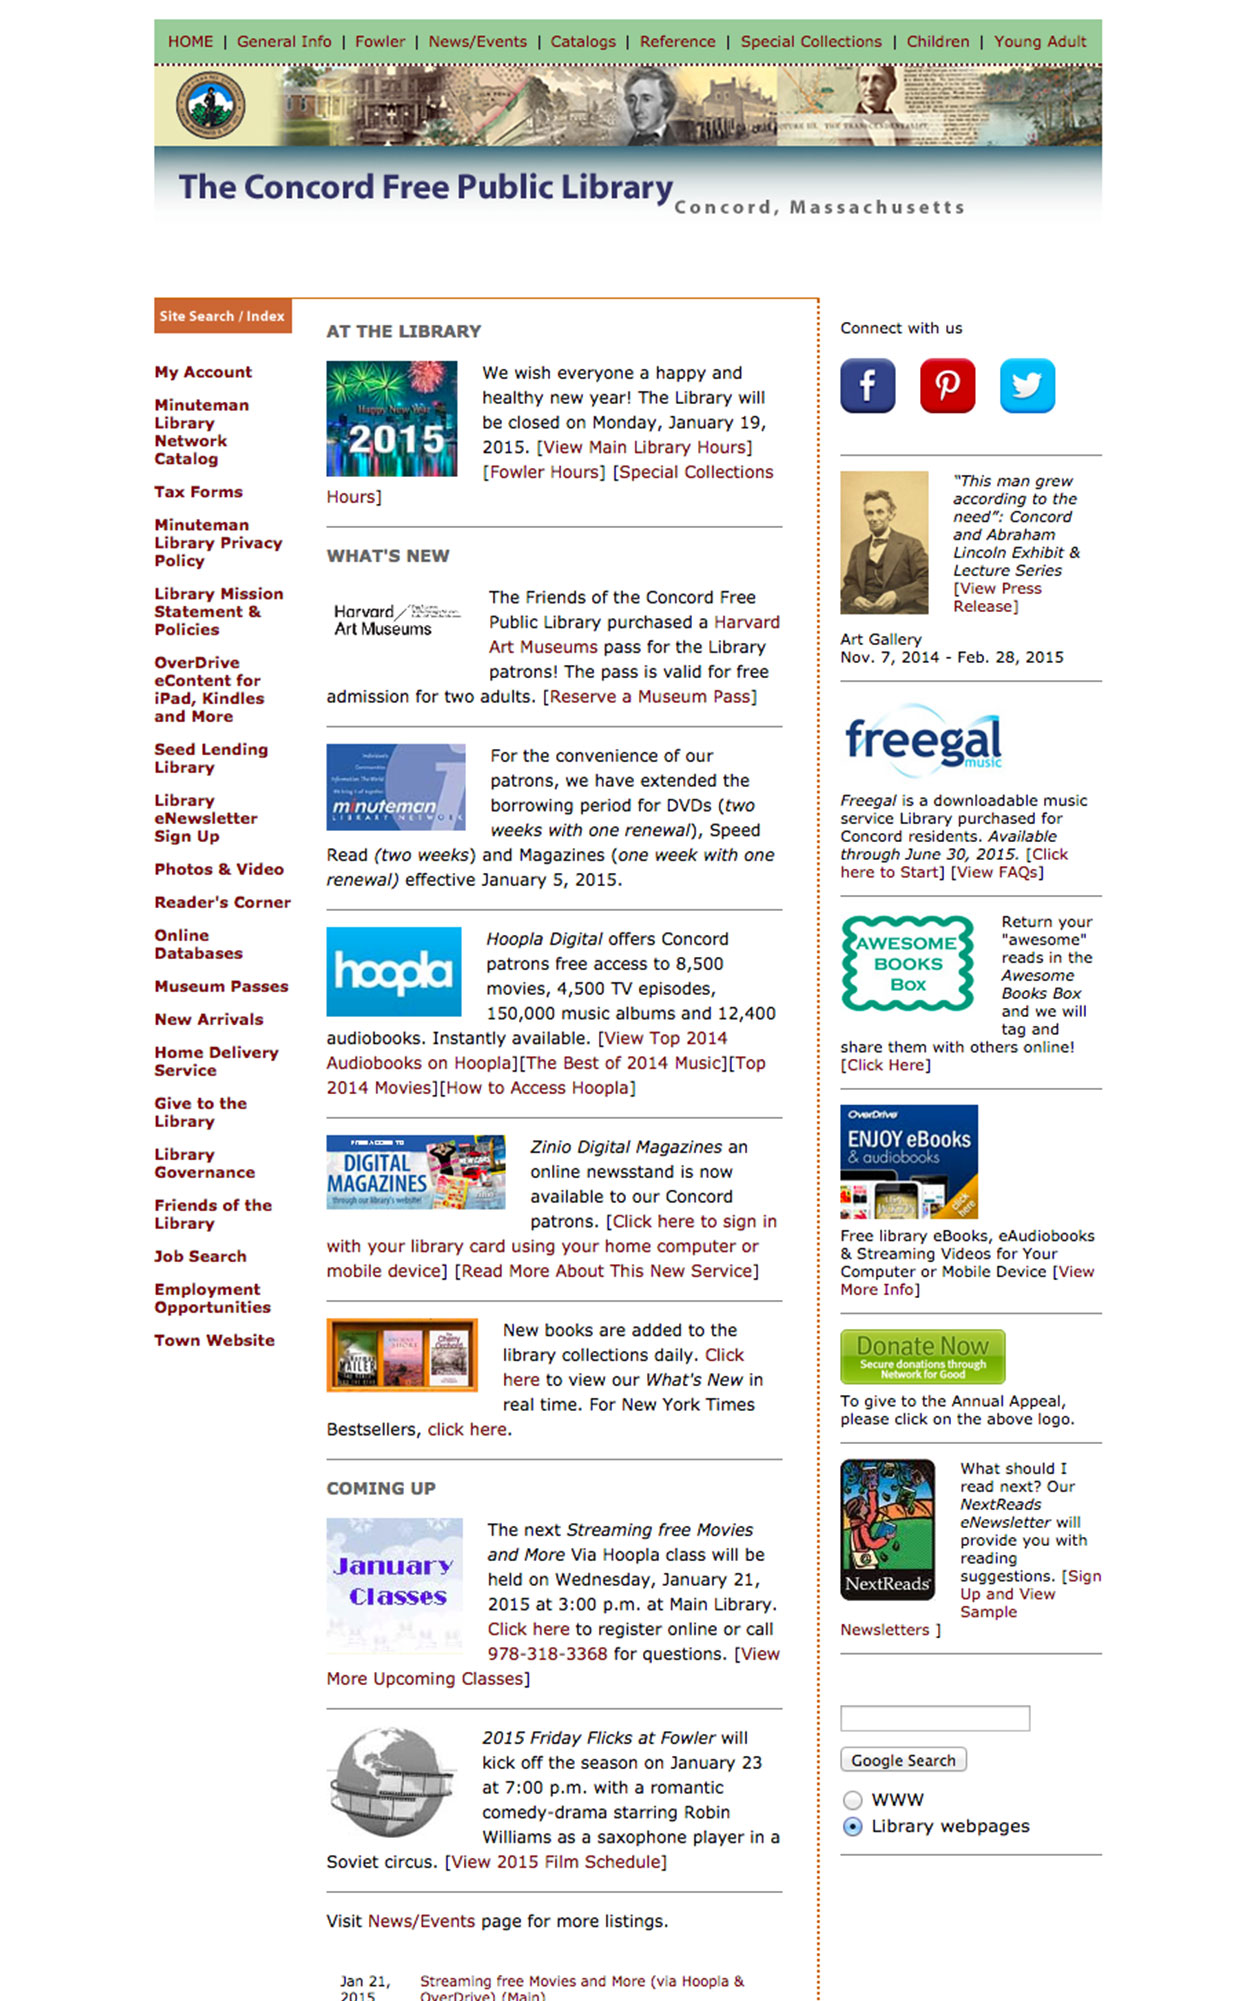 HOME | General Info | Fowler | News/Events | Catalogs | Reference | Special Collections | Children | Young Adult
The Concord Free Public Library
Concord, Massachusetts
Site Search / Index
My Account
Minuteman
Library
Network
Catalog
Tax Forms
Minuteman
Library Privacy
Policy
Library Mission
Statement &
Policies
OverDrive
eContent for
iPad, Kindles
and More
Seed Lending
Library
Library
eNewsletter
Sign Up
Photos & Video
Reader's Corner
Online
Databases
Museum Passes
New Arrivals
Home Delivery
Service
Give to the
Library
Library
Governance
Friends of the
Library
Job Search
Employment
Opportunities
Town Website
AT THE LIBRARY
Happy New Year
2015
We wish everyone a happy and
healthy new year! The Library will
be closed on Monday, January 19,
2015. [View Main Library Hours]
[Fowler Hours] [Special Collections
Hours]
WHAT'S NEW
Harvard
Art Museums
The Friends of the Concord Free
Public Library purchased a Harvard
Art Museums pass for the Library
patrons! The pass is valid for free
admission for two adults. [Reserve a Museum Pass]
minuteman
LIBRARY NETWORK
For the convenience of our
patrons, we have extended the
borrowing period for DVDs (two
weeks with one renewal), Speed
Read (two weeks) and Magazines (one week with one
renewal) effective January 5, 2015.
hoopla
Hoopla Digital offers Concord
patrons free access to 8,500
movies, 4,500 TV episodes,
150,000 music albums and 12,400
audiobooks. Instantly available. [View Top 2014
Audiobooks on Hoopla][The Best of 2014 Music][Top
2014 Movies][How to Access Hoopla]
FREE ACCESS TO
DIGITAL
MAGAZINES
through our library's website!
Zinio Digital Magazines an
online newsstand is now
available to our Concord
patrons. [Click here to sign in
with your library card using your home computer or
mobile device] [Read More About This New Service]
New books are added to the
library collections daily. Click
here to view our What's New in
real time. For New York Times
Bestsellers, click here.
COMING UP
January
Classes
The next Streaming free Movies
and More Via Hoopla class will be
held on Wednesday, January 21,
2015 at 3:00 p.m. at Main Library.
Click here to register online or call
978-318-3368 for questions. [View
More Upcoming Classes]
2015 Friday Flicks at Fowler will
kick off the season on January 23
at 7:00 p.m. with a romantic
comedy-drama starring Robin
Williams as a saxophone player in a
Soviet circus. [View 2015 Film Schedule]
Visit News/Events page for more listings.
Jan 21,
2015
Streaming free Movies and More (via Hoopla &
OverDrive) (Main)
Connect with us
“This man grew
according to the
need”: Concord
and Abraham
Lincoln Exhibit &
Lecture Series
[View Press
Release]
Art Gallery
Nov. 7, 2014 - Feb. 28, 2015
freegal
music
Freegal is a downloadable music
service Library purchased for
Concord residents. Available
through June 30, 2015. [Click
here to Start] [View FAQs]
AWESOME
BOOKS
Box
Return your
"awesome"
reads in the
Awesome
Books Box
and we will
tag and
share them with others online!
[Click Here]
OverDrive
ENJOY eBooks
& audiobooks
click
here
Free library eBooks, eAudiobooks
& Streaming Videos for Your
Computer or Mobile Device [View
More Info]
Donate Now
Secure donations through
Network for Good
To give to the Annual Appeal,
please click on the above logo.
NextReads
What should I
read next? Our
NextReads
eNewsletter will
provide you with
reading
suggestions. [Sign
Up and View
Sample
Newsletters ]
Google Search
WWW
Library webpages